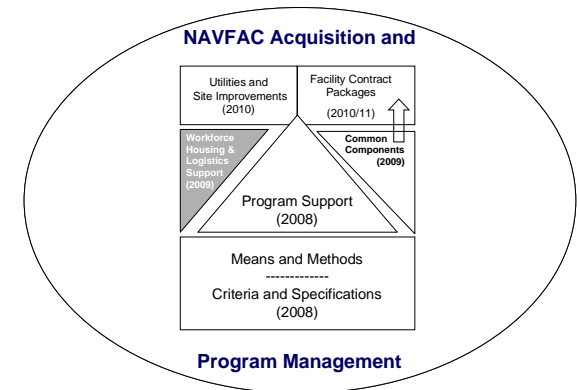 NAVFAC Acquisition and
Utilities and
Site Improvements
(2010)
Facility Contract
Packages
(2010/11)
Workforce
Housing &
Logistics
Support
(2009)
Common
Components
(2009)
Program Support
(2008)
Means and Methods
-------------
Criteria and Specifications
(2008)
Program Management